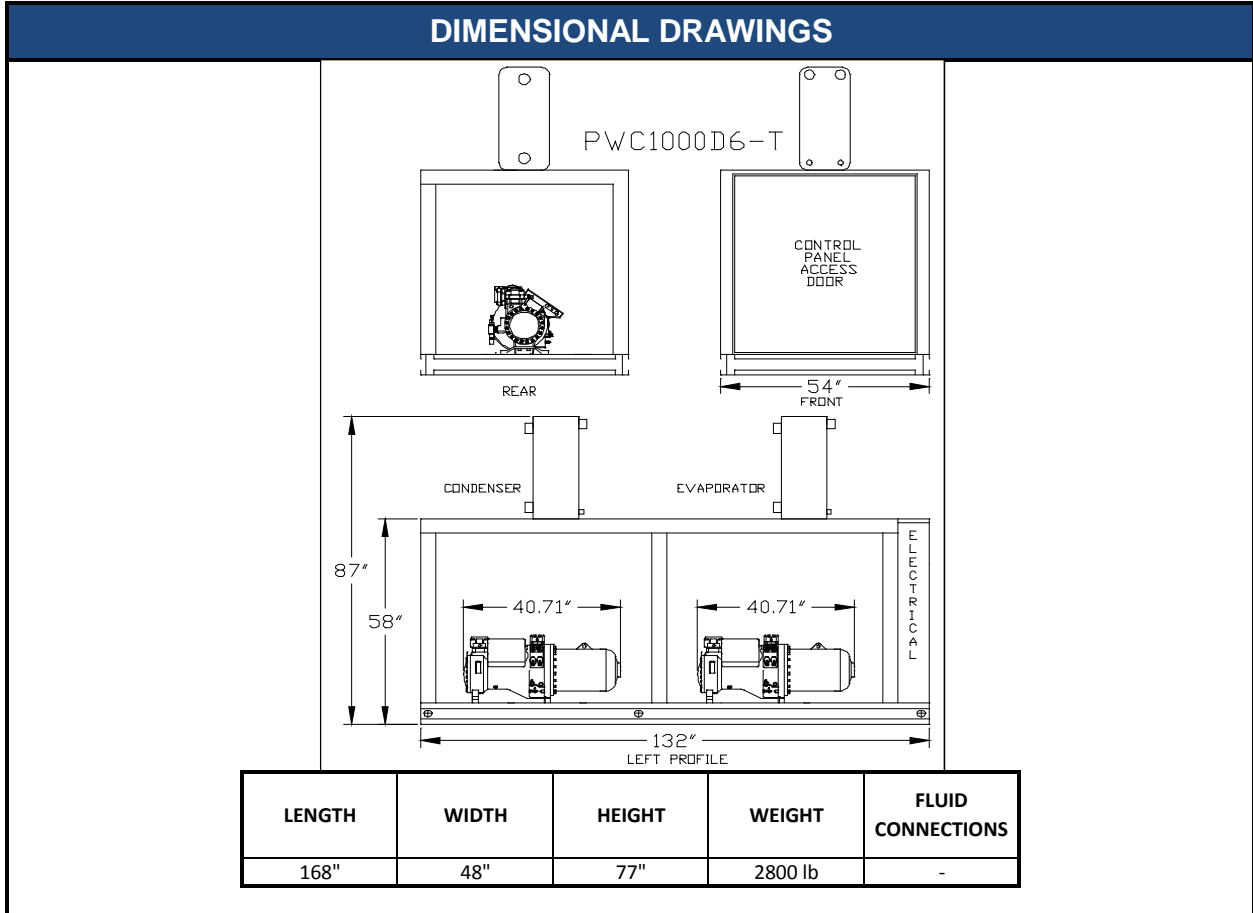 DIMENSIONAL DRAWINGS
PWC1000D6-T
CONTROL
PANEL
ACCESS
DOOR
REAR
54"
FRONT
CONDENSER
EVAPORATOR
87"
58"
40.71"
40.71"
ELECTRICAL
132"
LEFT PROFILE
LENGTH WIDTH HEIGHT WEIGHT FLUID
CONNECTIONS
168" 48" 77" 2800 lb -